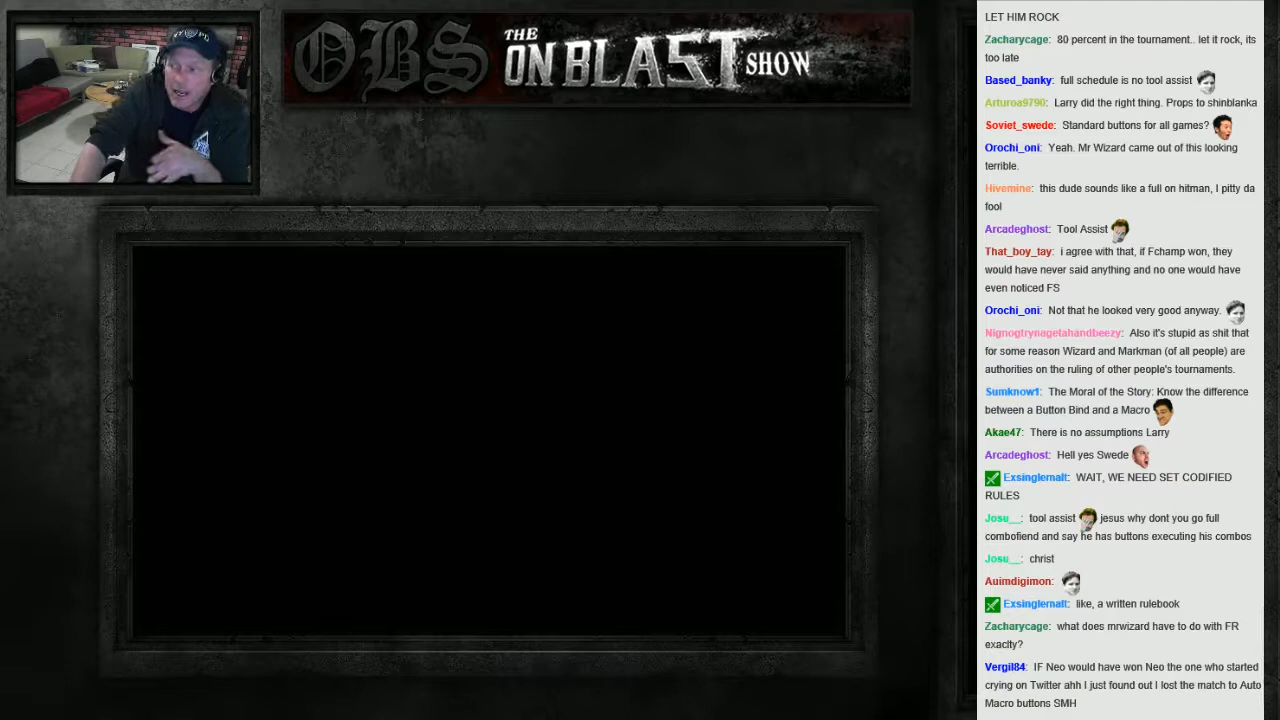 OBS THE ON BLAST SHOW
LET HIM ROCK
Zacharycage: 80 percent in the tournament.. let it rock, its
too late
Based_banky: full schedule is no tool assist
Arturoa9790: Larry did the right thing. Props to shinblanka
Soviet_swede: Standard buttons for all games?
Orochi_oni: Yeah. Mr Wizard came out of this looking
terrible.
Hivemine: this dude sounds like a full on hitman, I pitty da
fool
Arcadeghost: Tool Assist
That_boy_tay: i agree with that, if Fchamp won, they
would have never said anything and no one would have
even noticed FS
Orochi_oni: Not that he looked very good anyway.
Nignogtrynagetahandbeezy: Also it's stupid as shit that
for some reason Wizard and Markman (of all people) are
authorities on the ruling of other people's tournaments.
Sumknow1: The Moral of the Story: Know the difference
between a Button Bind and a Macro
Akae47: There is no assumptions Larry
Arcadeghost: Hell yes Swede
Exsinglemalt: WAIT, WE NEED SET CODIFIED
RULES
Josu__: tool assist jesus why dont you go full
combofiend and say he has buttons executing his combos
Josu__: christ
Auimdigimon:
Exsinglemalt: like, a written rulebook
Zacharycage: what does mrwizard have to do with FR
exaclty?
Vergil84: IF Neo would have won Neo the one who started
crying on Twitter ahh I just found out I lost the match to Auto
Macro buttons SMH